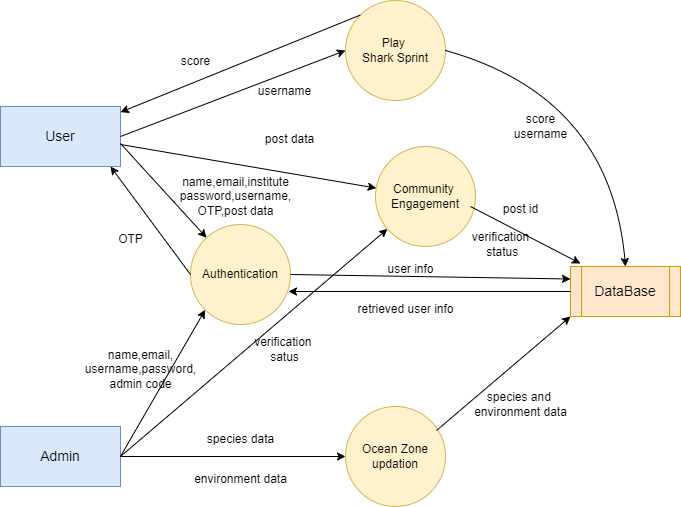 Play
Shark Sprint
score
username
User
score
username
post data
name,email,institute
password,username,
OTP,post data
Community
Engagement
post id
verification
status
OTP
Authentication
user info
DataBase
retrieved user info
verification
satus
name,email,
username,password,
admin code
species and
environment data
Admin
species data
environment data
Ocean Zone
updation